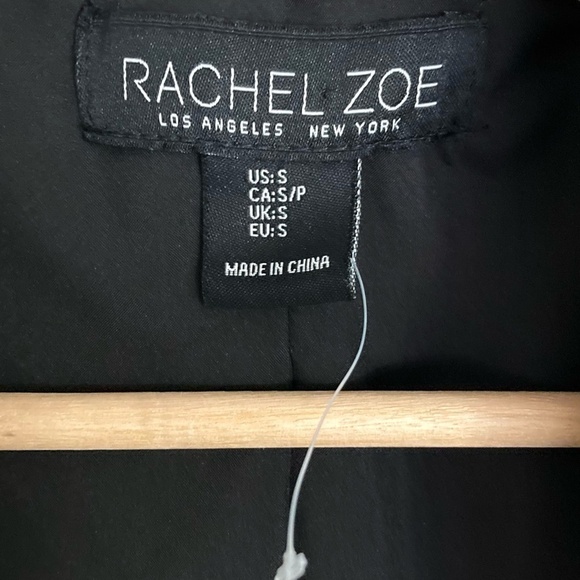 RACHEL ZOE
LOS ANGELES NEW YORK
US:S
CA:S/P
UK:S
EU:S
MADE IN CHINA